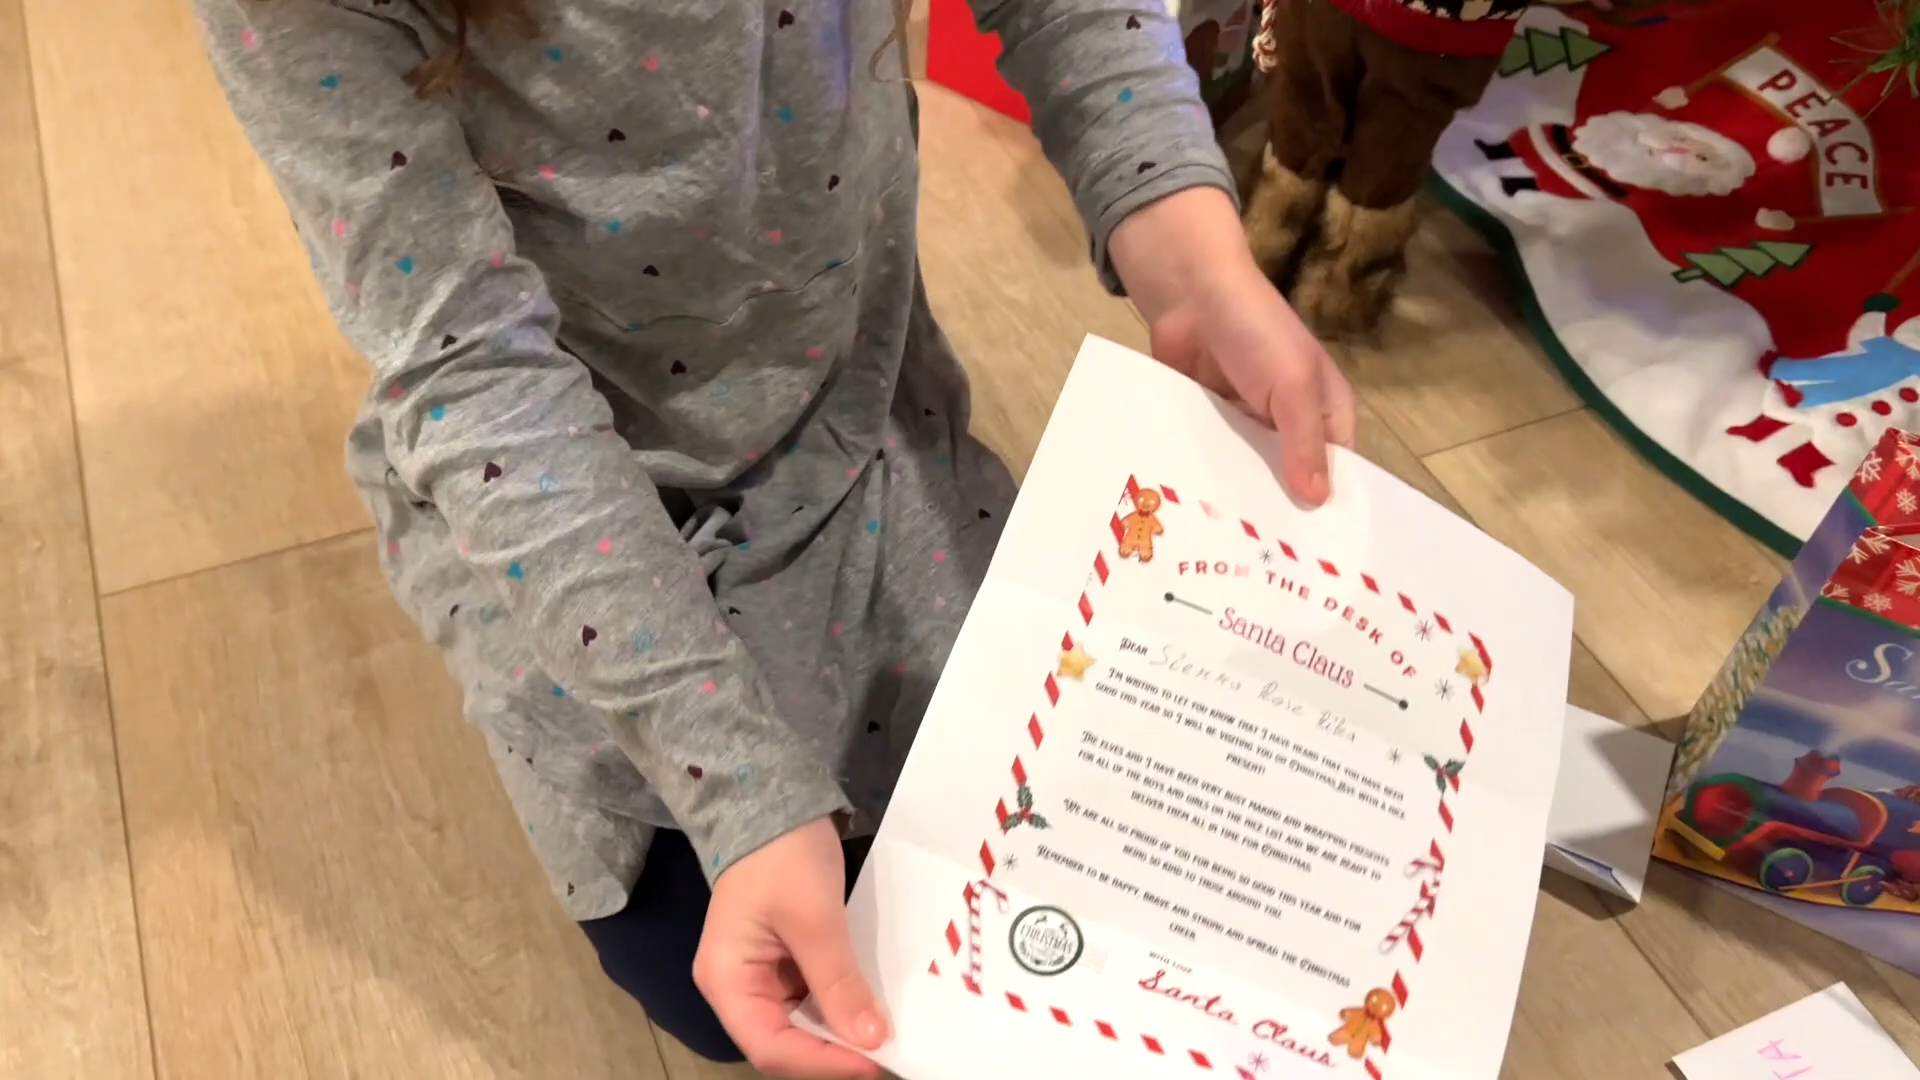 PEACE
FROM THE DESK OF
Santa Claus
DEAR Sienna Rose
I'M WRITING TO LET YOU KNOW THAT I HAVE HEARD THAT YOU HAVE BEEN
GOOD THIS YEAR SO I WILL BE VISITING YOU ON CHRISTMAS EVE WITH A NICE
PRESENT!
THE ELVES AND I HAVE BEEN VERY BUSY MAKING AND WRAPPING PRESENTS
FOR ALL OF THE BOYS AND GIRLS ON THE NICE LIST AND WE ARE READY TO
DELIVER THEM ALL IN TIME FOR CHRISTMAS.
WE ARE ALL SO PROUD OF YOU FOR BEING SO GOOD THIS YEAR AND FOR
BEING SO KIND TO THOSE AROUND YOU.
REMEMBER TO BE HAPPY, BRAVE AND STRONG AND SPREAD THE CHRISTMAS
CHEER.
WITH LOVE
Santa Claus
CHRISTMAS